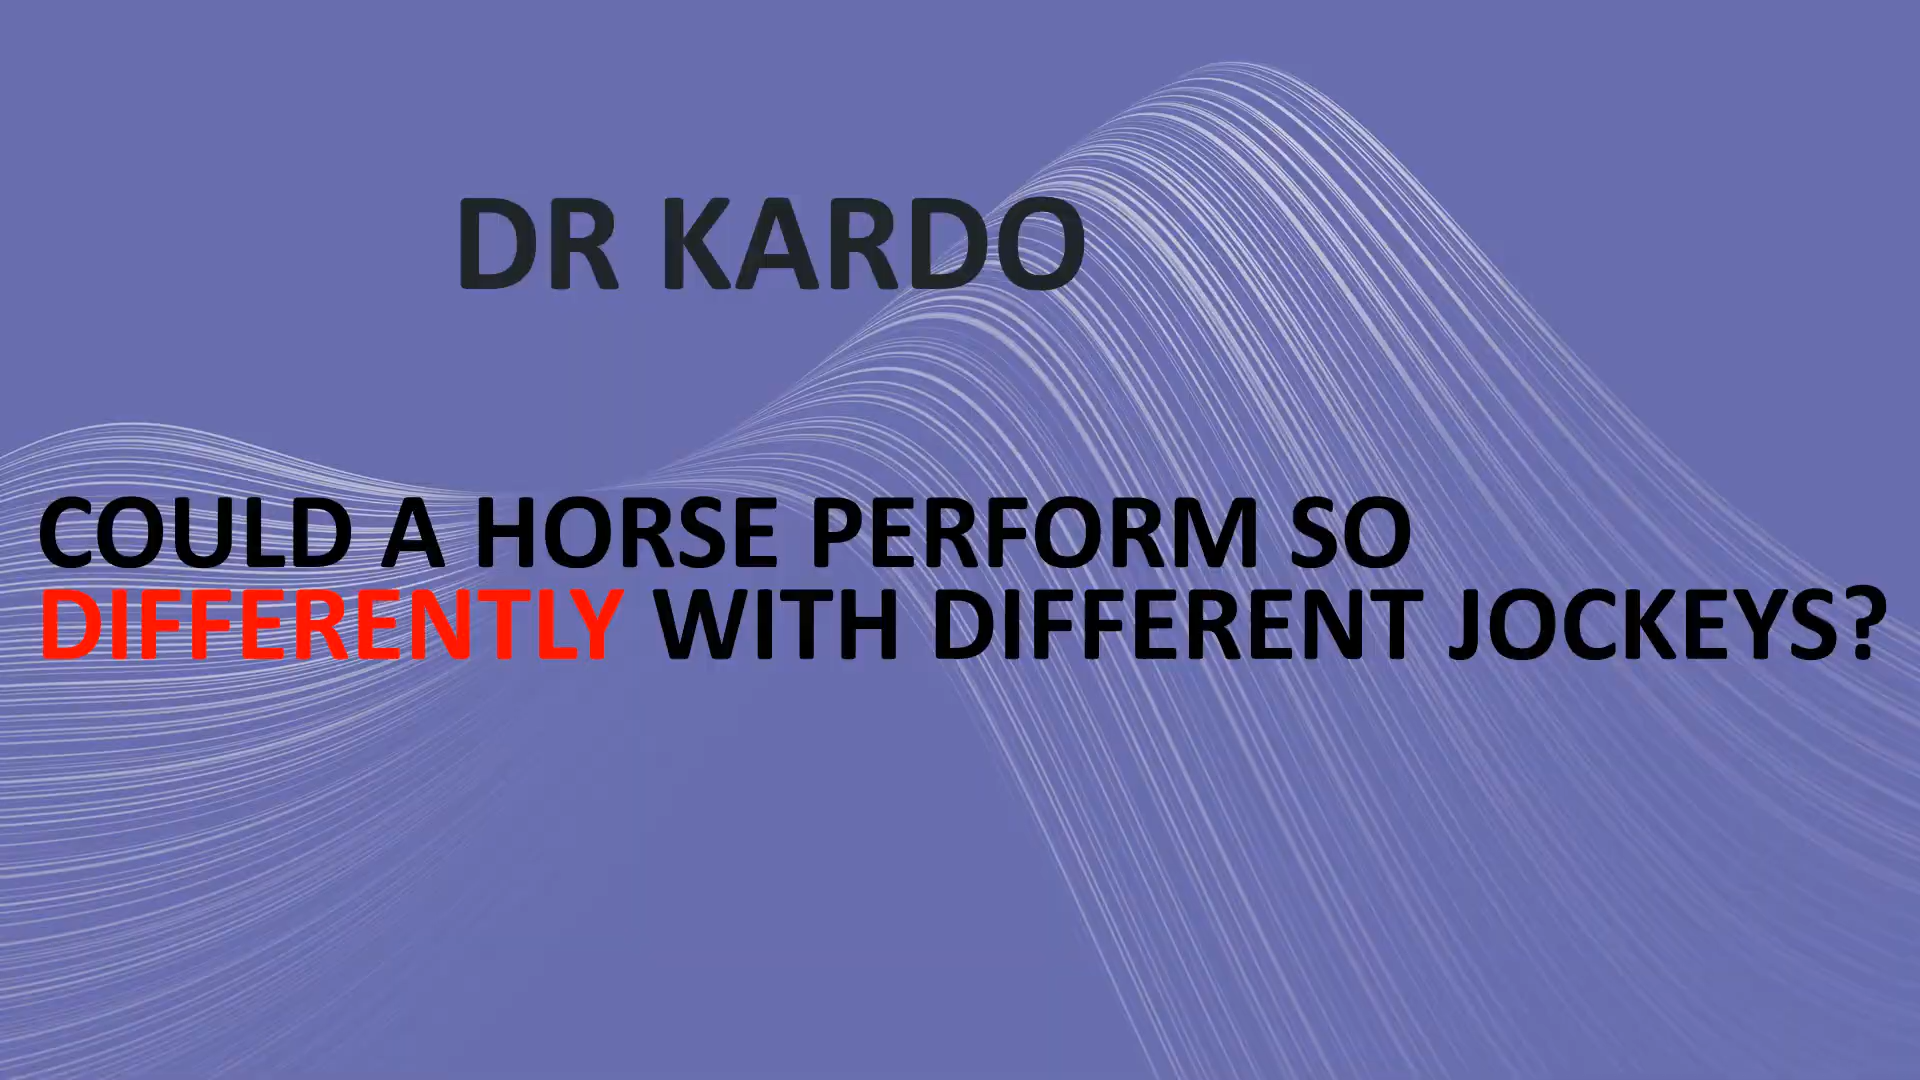 DR KARDO
COULD A HORSE PERFORM SO
DIFFERENTLY WITH DIFFERENT JOCKEYS?